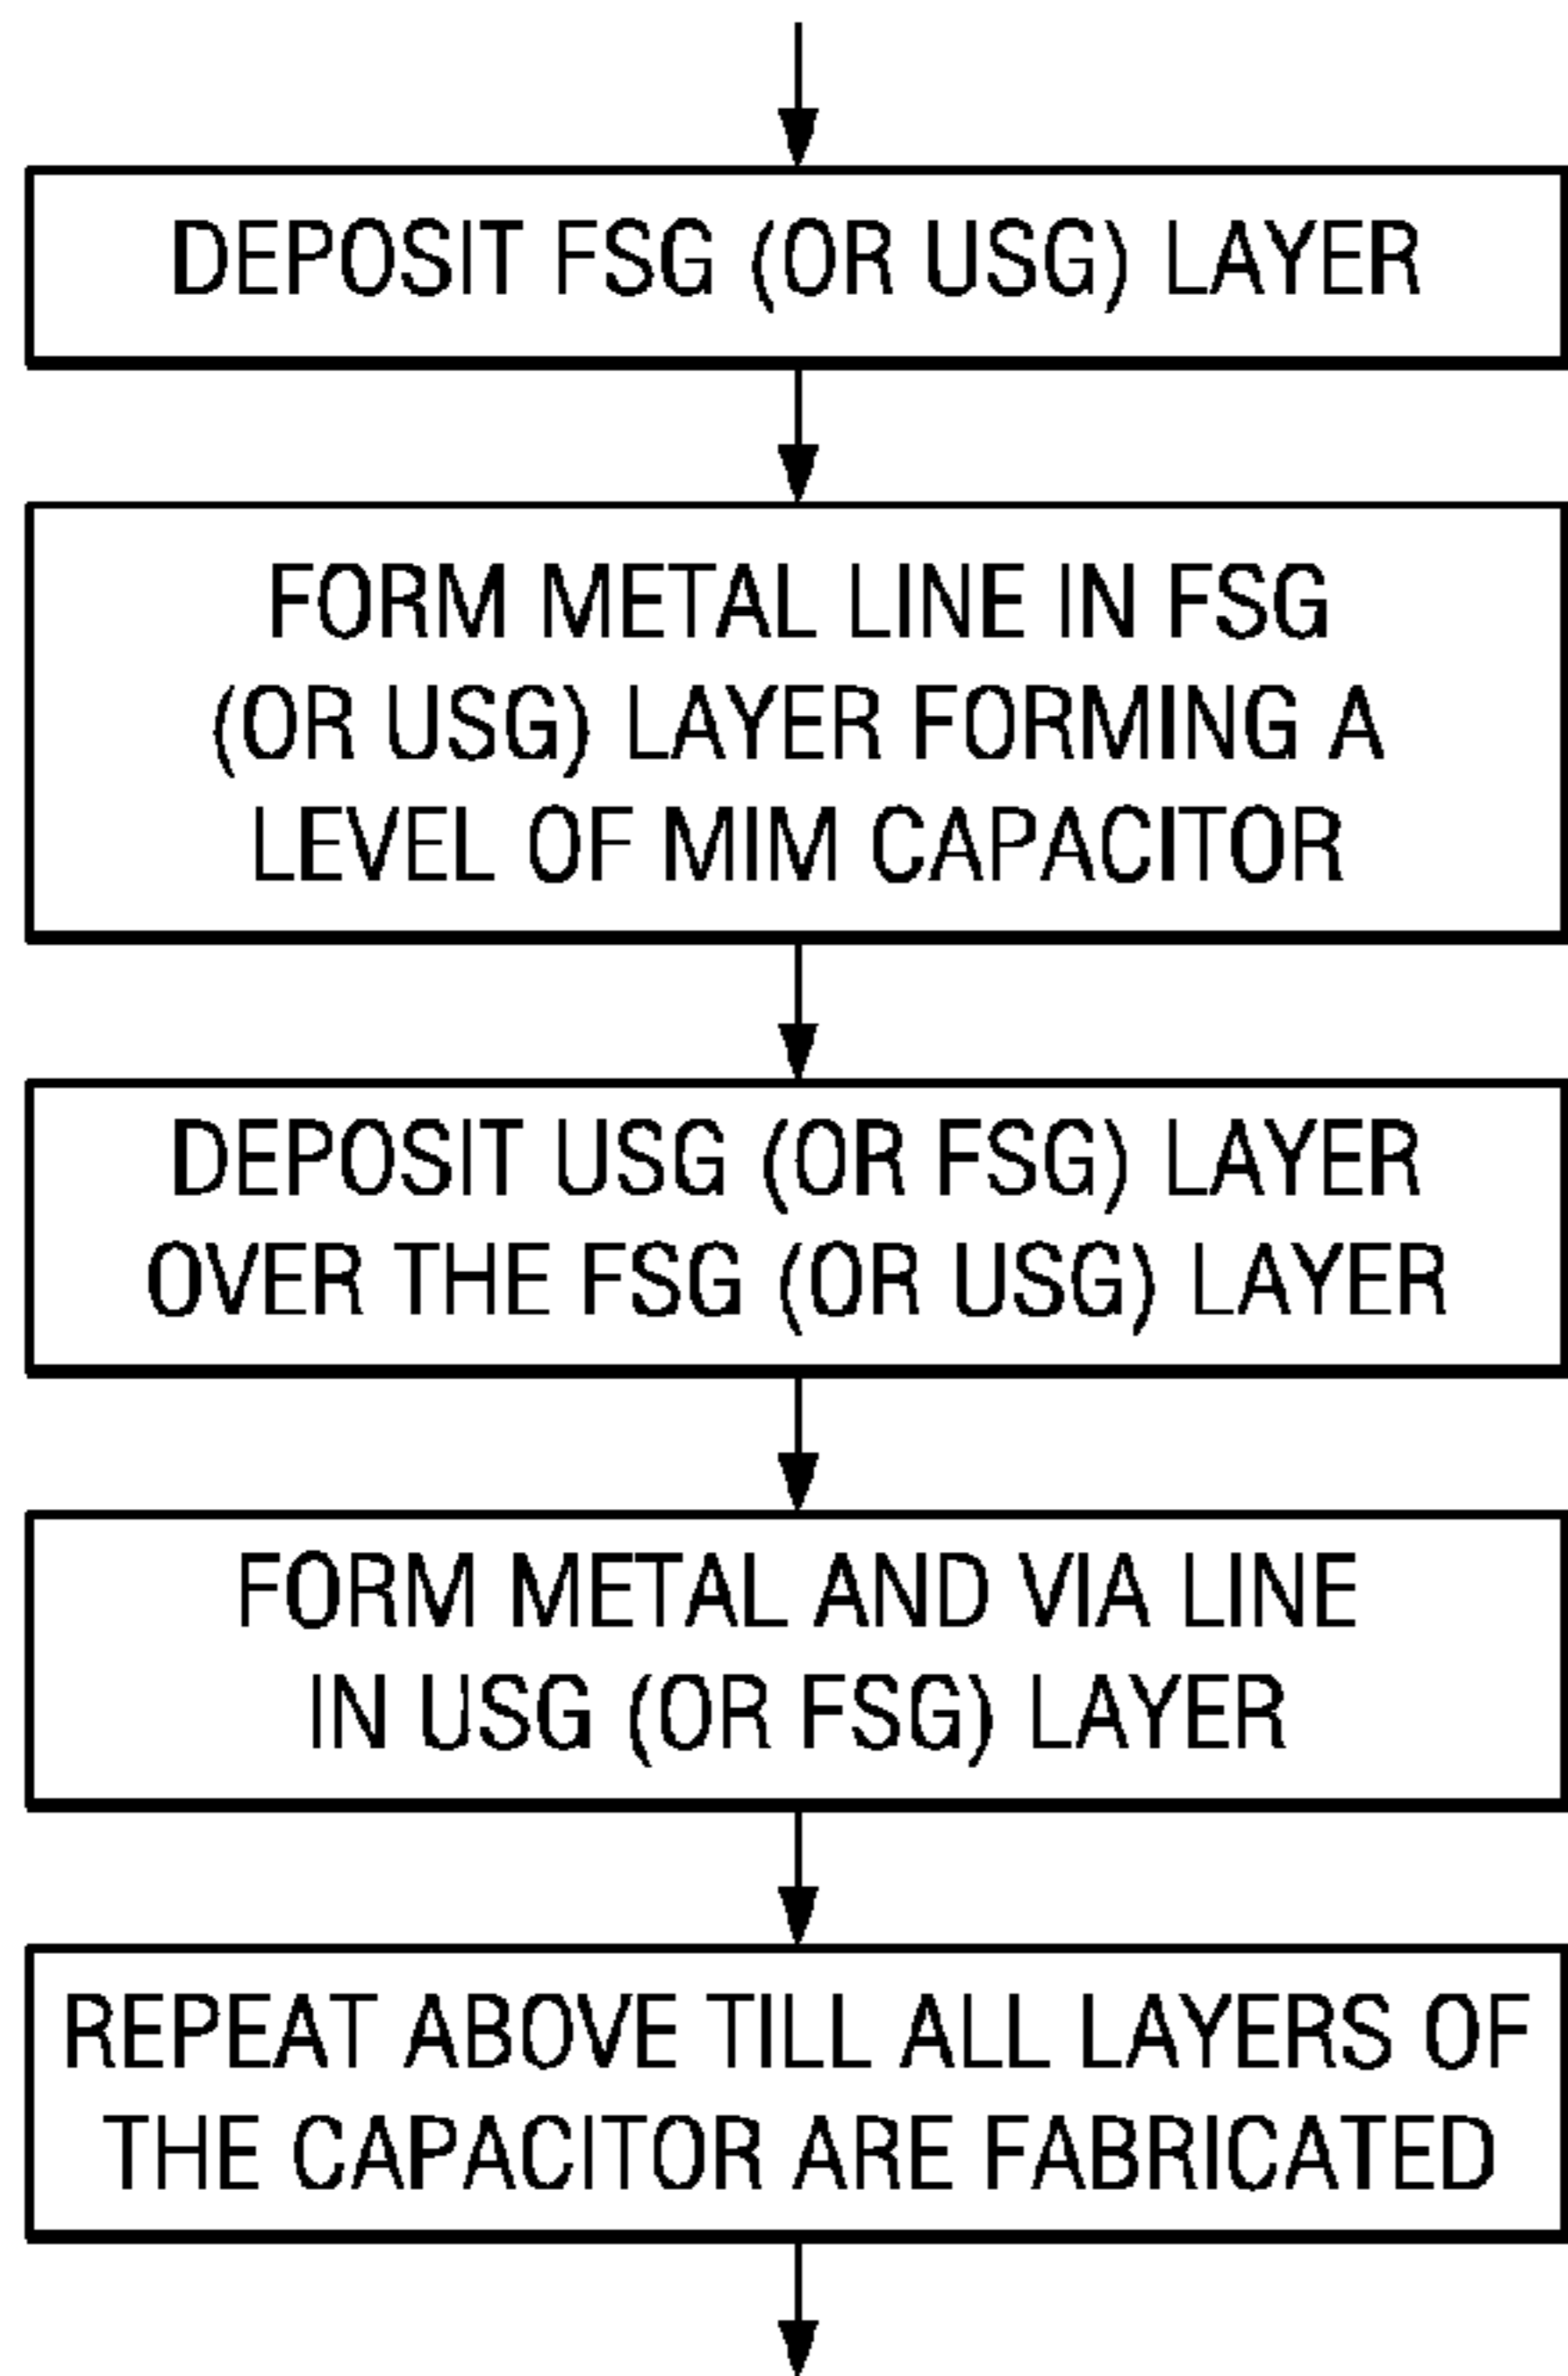 DEPOSIT FSG (OR USG) LAYER
FORM METAL LINE IN FSG
(OR USG) LAYER FORMING A
LEVEL OF MIM CAPACITOR
DEPOSIT USG (OR FSG) LAYER
OVER THE FSG (OR USG) LAYER
FORM METAL AND VIA LINE
IN USG (OR FSG) LAYER
REPEAT ABOVE TILL ALL LAYERS OF
THE CAPACITOR ARE FABRICATED